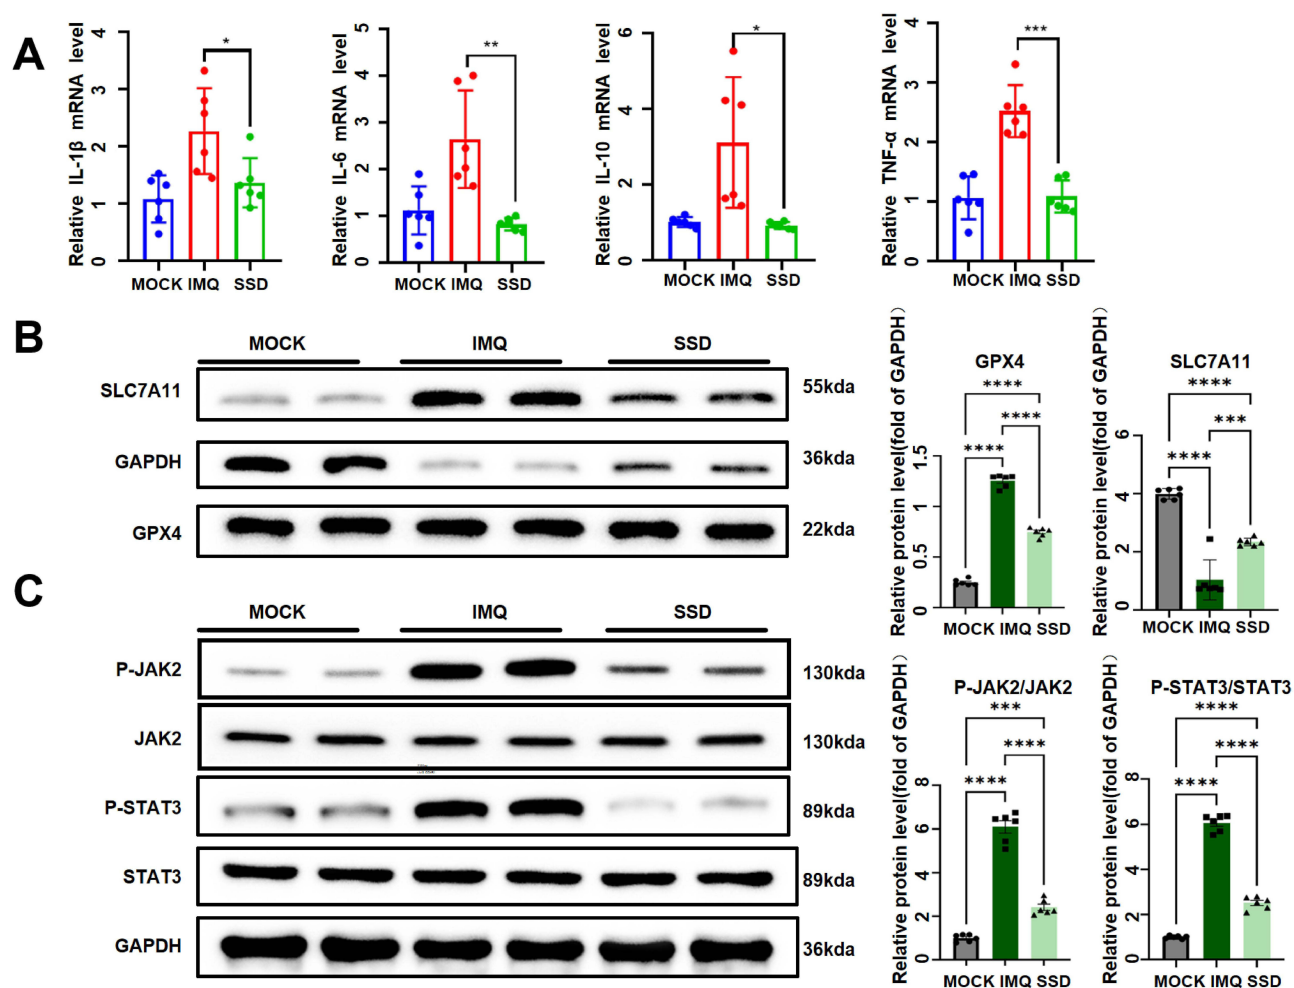 A
Relative IL-1β mRNA level
4
3
2
1
0
*
MOCK IMQ SSD
Relative IL-6 mRNA level
5
4
3
2
1
0
**
MOCK IMQ SSD
Relative IL-10 mRNA level
6
4
2
0
*
MOCK IMQ SSD
Relative TNF-α mRNA level
4
3
2
1
0
***
MOCK IMQ SSD
B
MOCK IMQ SSD
SLC7A11 55kda
GAPDH 36kda
GPX4 22kda
Relative protein level(fold of GAPDH)
GPX4
****
****
****
1.5
1
0.5
0
MOCK IMQ SSD
Relative protein level(fold of GAPDH)
SLC7A11
****
***
****
6
4
2
0
MOCK IMQ SSD
C
MOCK IMQ SSD
P-JAK2 130kda
JAK2 130kda
P-STAT3 89kda
STAT3 89kda
GAPDH 36kda
Relative protein level(fold of GAPDH)
P-JAK2/JAK2
***
****
****
8
6
4
2
0
MOCK IMQ SSD
Relative protein level(fold of GAPDH)
P-STAT3/STAT3
****
****
****
8
6
4
2
0
MOCK IMQ SSD